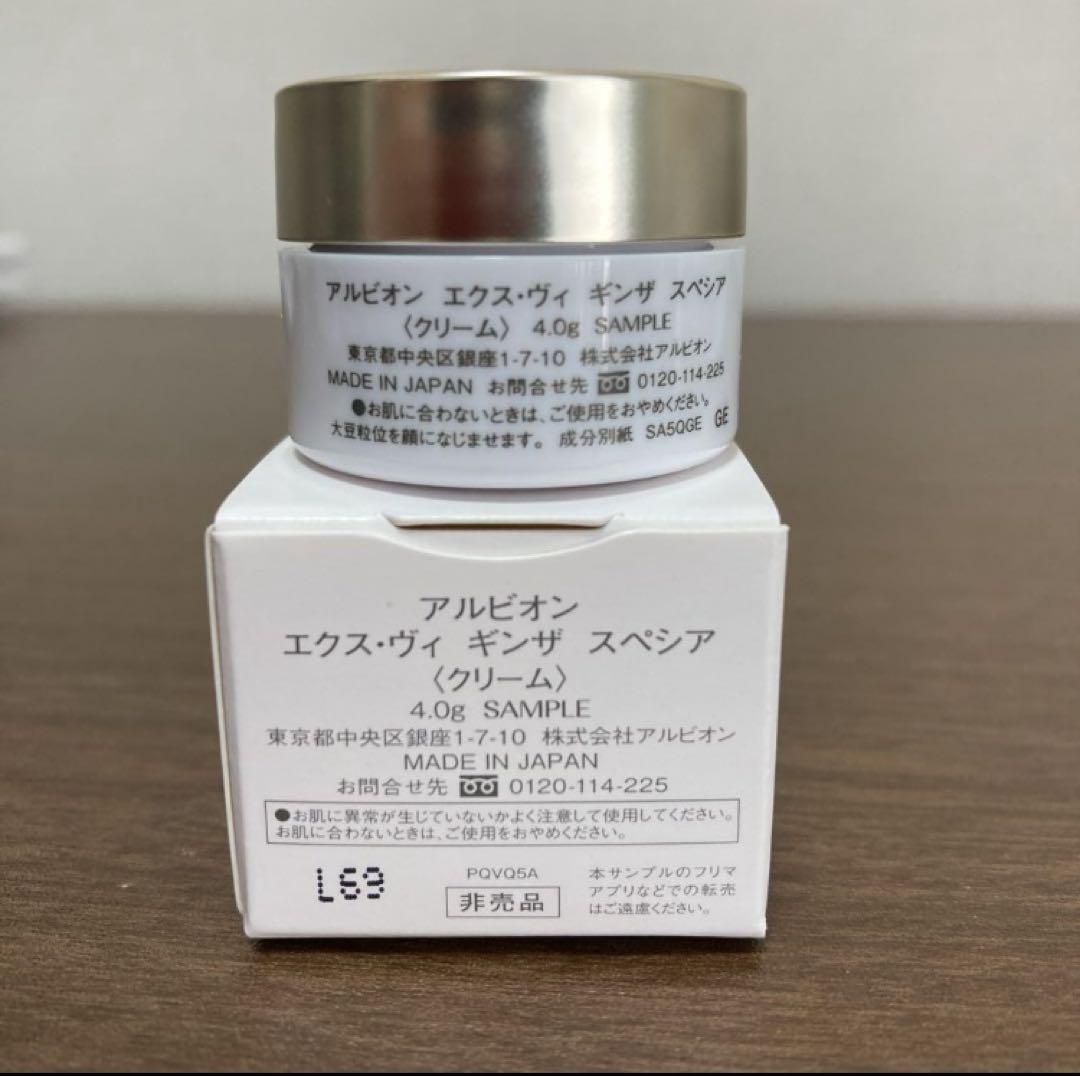 アルビオン エクス・ヴィ ギンザ スペシア
〈クリーム〉 4.0g SAMPLE
東京都中央区銀座1-7-10 株式会社アルビオン
MADE IN JAPAN お問合せ先 0120-114-225
●お肌に合わないときは、ご使用をおやめください。
大豆粒位を顔になじませます。 成分別紙 SA5QGE GE
アルビオン
エクス・ヴィ ギンザ スペシア
〈クリーム〉
4.0g SAMPLE
東京都中央区銀座1-7-10 株式会社アルビオン
MADE IN JAPAN
お問合せ先 0120-114-225
●お肌に異常が生じていないかよく注意して使用してください。
お肌に合わないときは、ご使用をおやめください。
L69
PQVQ5A
非売品
本サンプルのフリマ
アプリなどでの転売
はご遠慮ください。